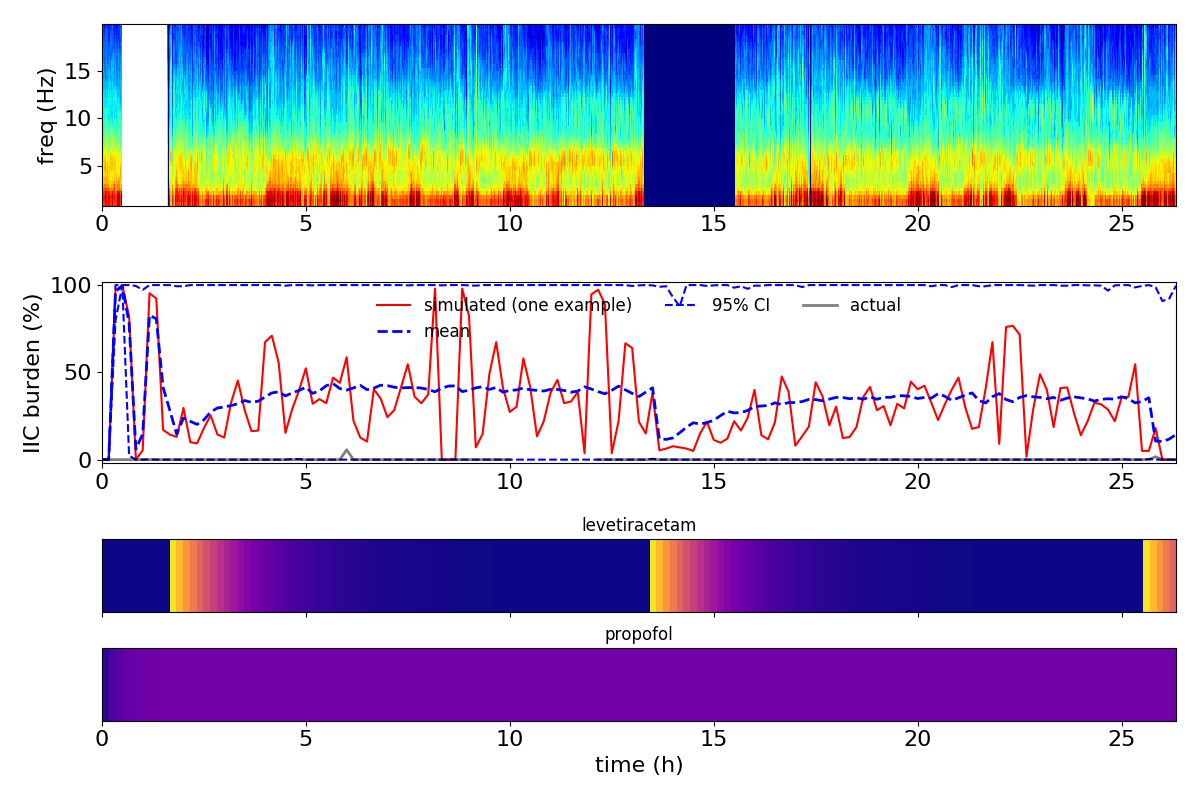 freq (Hz)
15
10
5
0 5 10 15 20 25
IIC burden (%)
100
50
0
simulated (one example)
mean
95% CI
actual
0 5 10 15 20 25
levetiracetam
propofol
0 5 10 15 20 25
time (h)